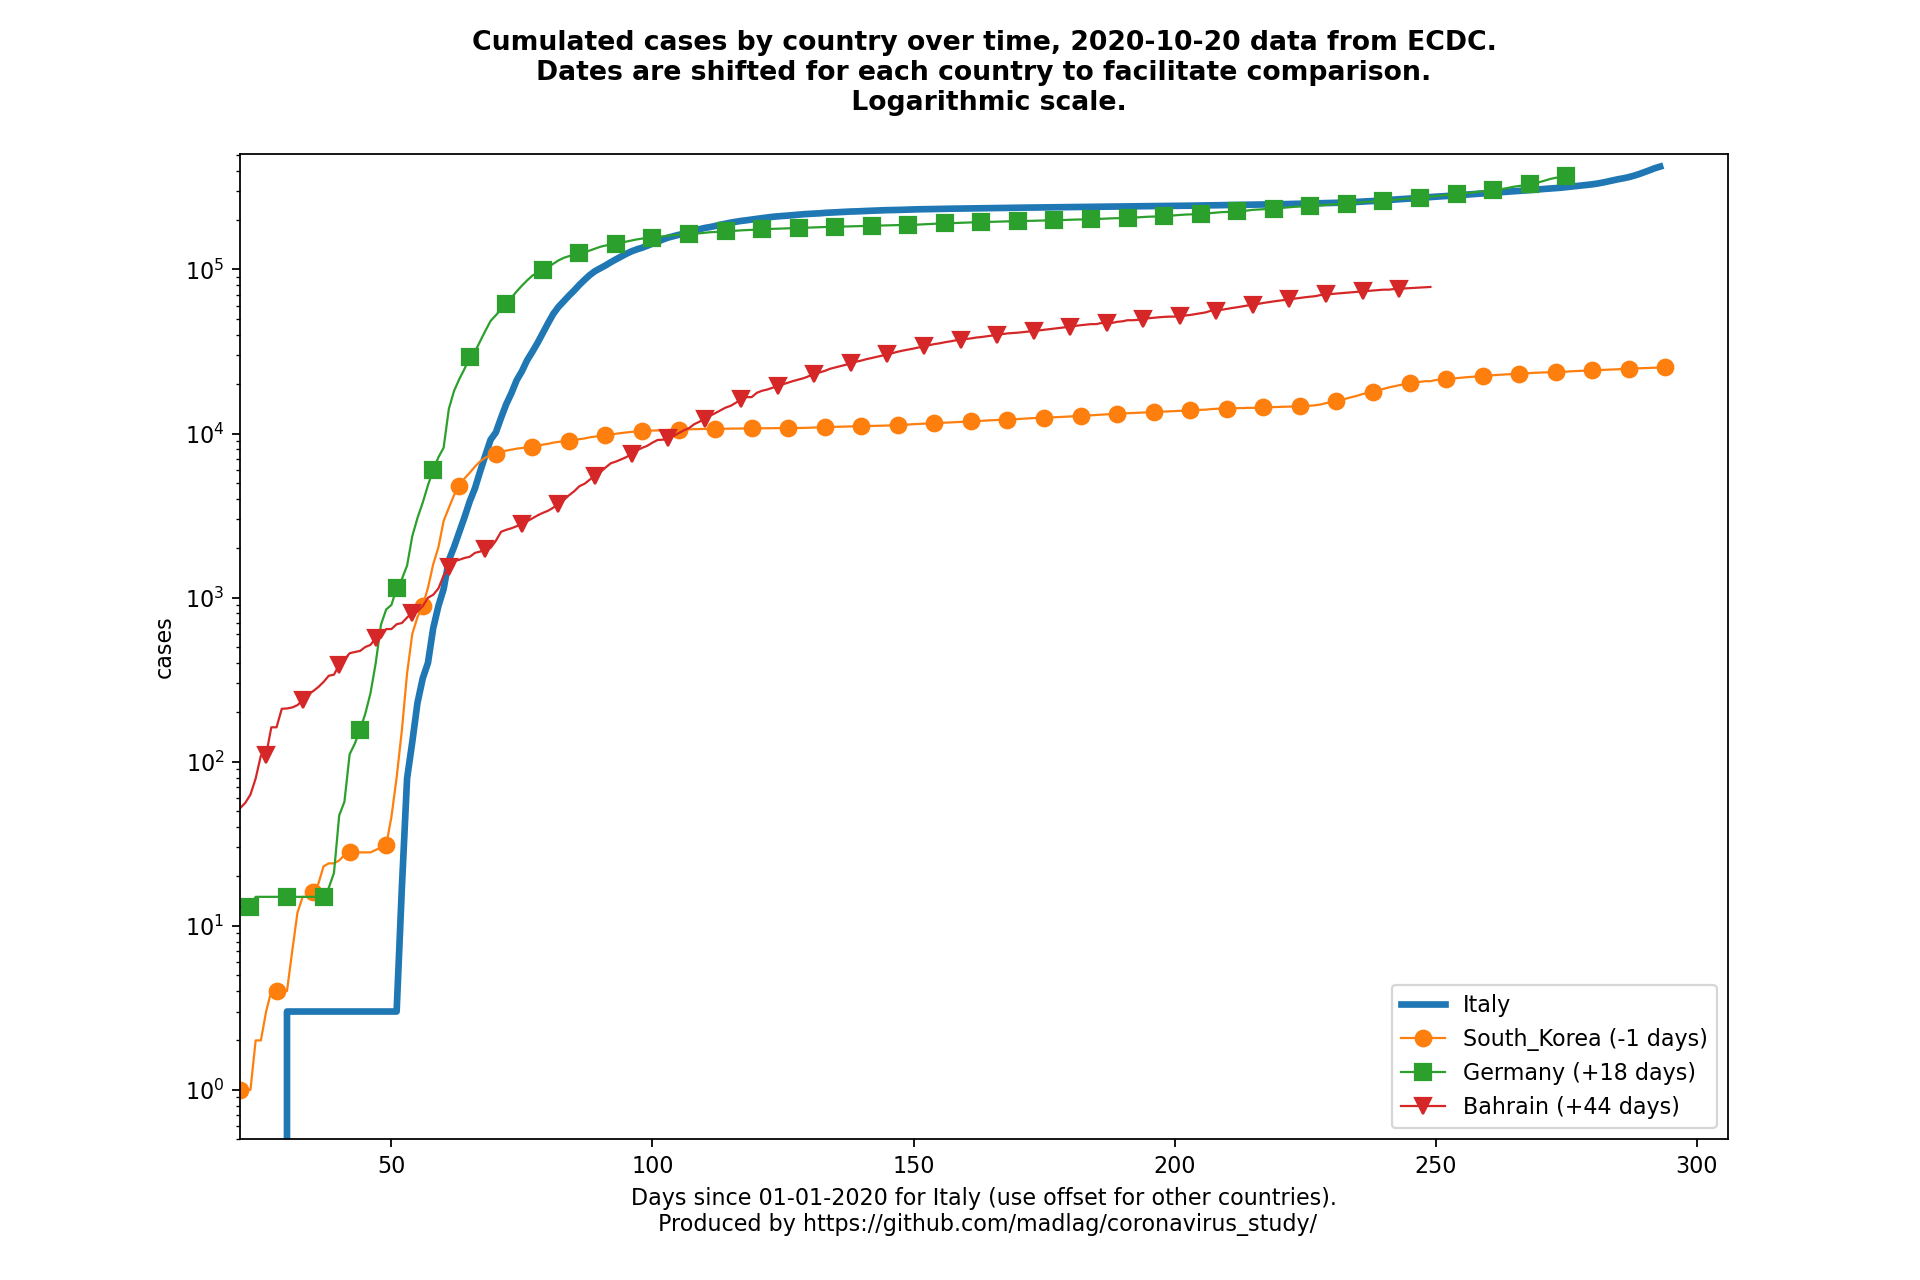 Cumulated cases by country over time, 2020-10-20 data from ECDC.
Dates are shifted for each country to facilitate comparison.
Logarithmic scale.
cases
10^5
10^4
10^3
10^2
10^1
10^0
50 100 150 200 250 300
Italy
South_Korea (-1 days)
Germany (+18 days)
Bahrain (+44 days)
Days since 01-01-2020 for Italy (use offset for other countries).
Produced by https://github.com/madlag/coronavirus_study/